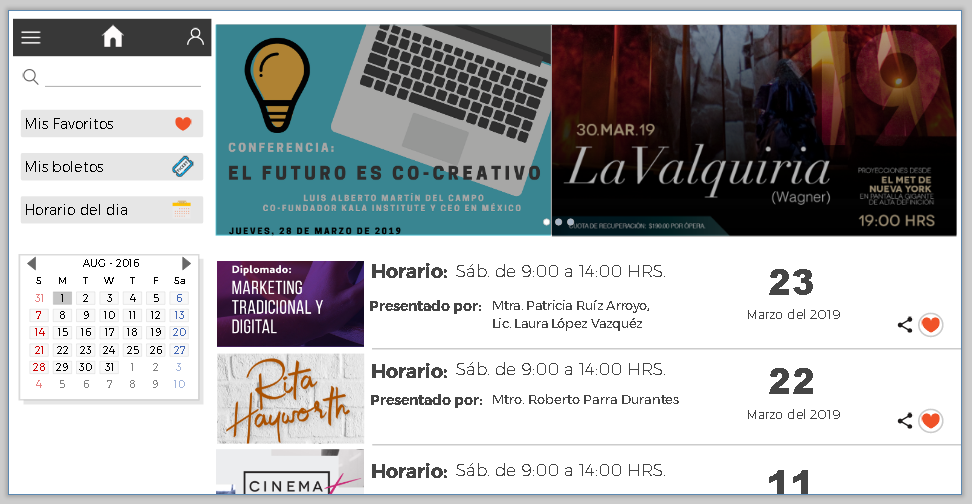 Mis Favoritos
Mis boletos
Horario del dia
AUG - 2016
S M T W T F Sa
31 1 2 3 4 5 6
7 8 9 10 11 12 13
14 15 16 17 18 19 20
21 22 23 24 25 26 27
28 29 30 31 1 2 3
4 5 6 7 8 9 10
CONFERENCIA:
EL FUTURO ES CO-CREATIVO
LUIS ALBERTO MARTÍN DEL CAMPO
CO-FUNDADOR KALA INSTITUTE Y CEO EN MÉXICO
JUEVES, 28 DE MARZO DE 2019
19
30.MAR.19
La Valquiria
(Wagner)
PROYECCIONES DESDE
EL MET DE
NUEVA YORK
EN PANTALLA GIGANTE
DE ALTA DEFINICIÓN
19:00 HRS
CUOTA DE RECUPERACIÓN: $190.00 POR ÓPERA.
Diplomado:
MARKETING
TRADICIONAL Y
DIGITAL
Horario: Sáb. de 9:00 a 14:00 HRS.
Presentado por: Mtra. Patricia Ruíz Arroyo,
Lic. Laura López Vazquéz
23
Marzo del 2019
Rita
Hayworth
Horario: Sáb. de 9:00 a 14:00 HRS.
Presentado por: Mtro. Roberto Parra Durantes
22
Marzo del 2019
CINEMA
Horario: Sáb. de 9:00 a 14:00 HRS.
11